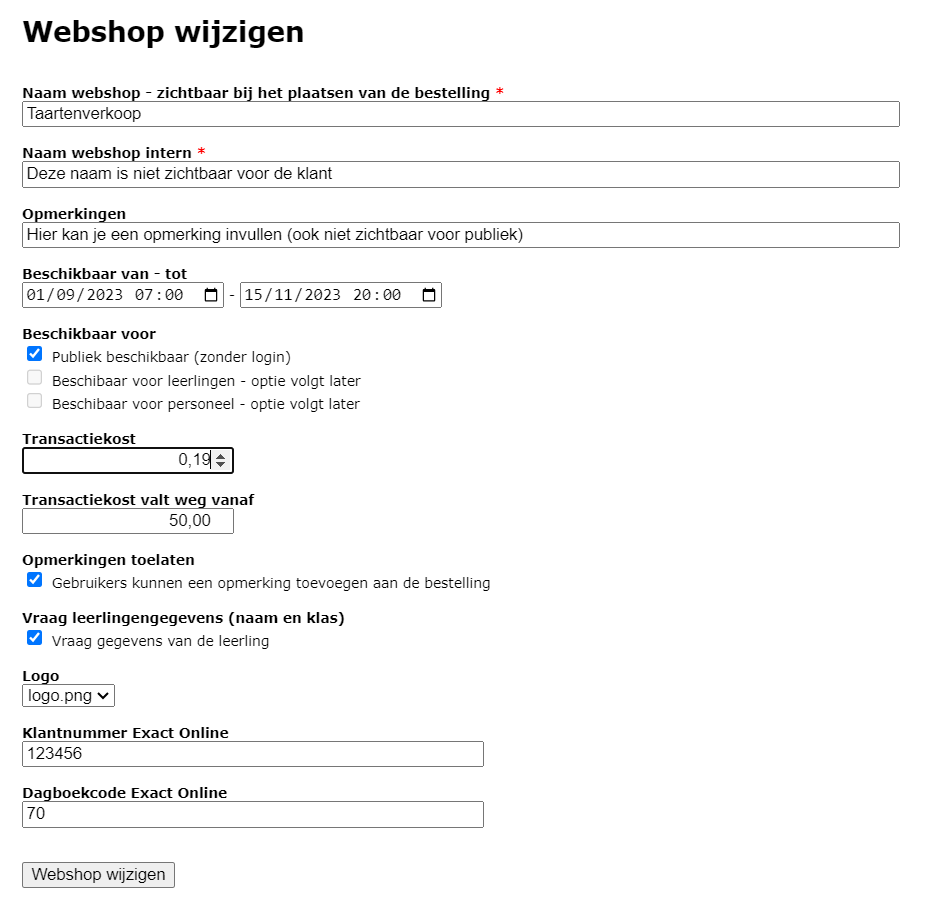 Webshop wijzigen
Naam webshop - zichtbaar bij het plaatsen van de bestelling *
Taartenverkoop
Naam webshop intern *
Deze naam is niet zichtbaar voor de klant
Opmerkingen
Hier kan je een opmerking invullen (ook niet zichtbaar voor publiek)
Beschikbaar van - tot
01/09/2023 07:00 - 15/11/2023 20:00
Beschikbaar voor
Publiek beschikbaar (zonder login)
Beschibaar voor leerlingen - optie volgt later
Beschibaar voor personeel - optie volgt later
Transactiekost
0,19
Transactiekost valt weg vanaf
50,00
Opmerkingen toelaten
Gebruikers kunnen een opmerking toevoegen aan de bestelling
Vraag leerlingengegevens (naam en klas)
Vraag gegevens van de leerling
Logo
logo.png
Klantnummer Exact Online
123456
Dagboekcode Exact Online
70
Webshop wijzigen